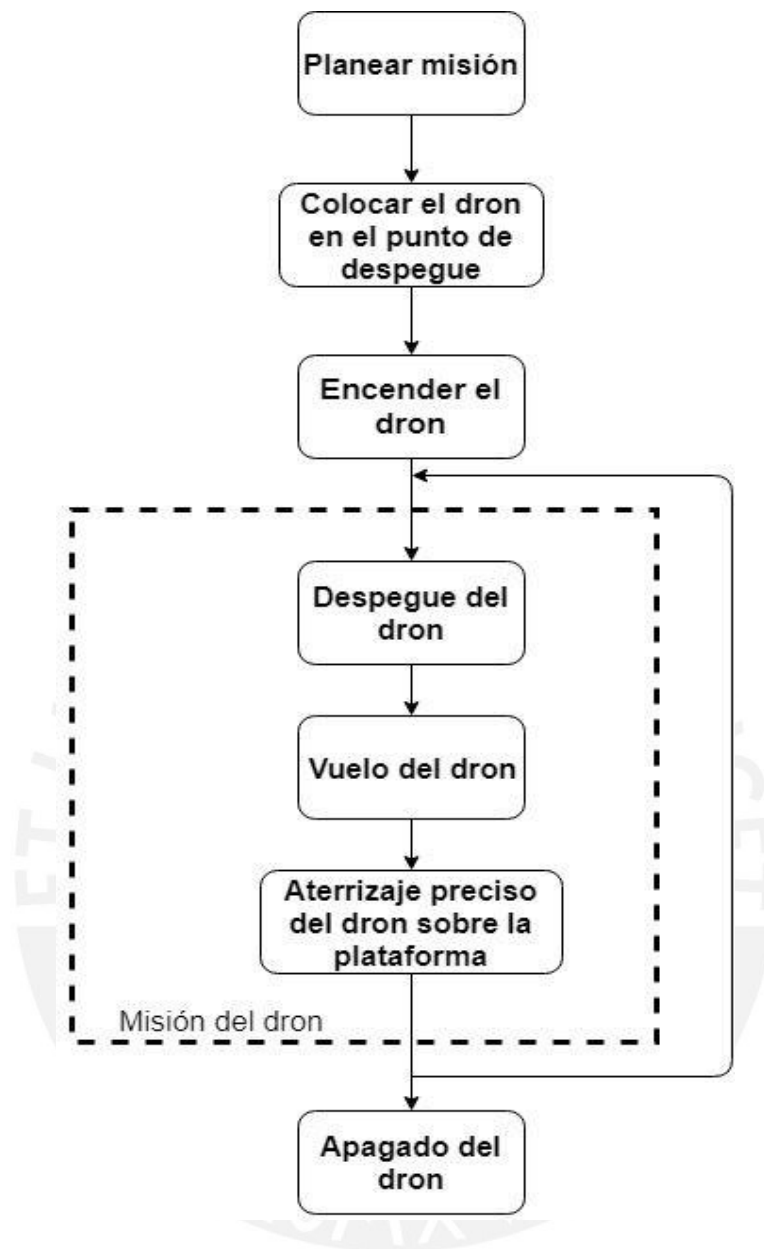 Planear misión
Colocar el dron
en el punto de
despegue
Encender el
dron
Despegue del
dron
Vuelo del dron
Aterrizaje preciso
del dron sobre la
plataforma
Misión del dron
Apagado del
dron